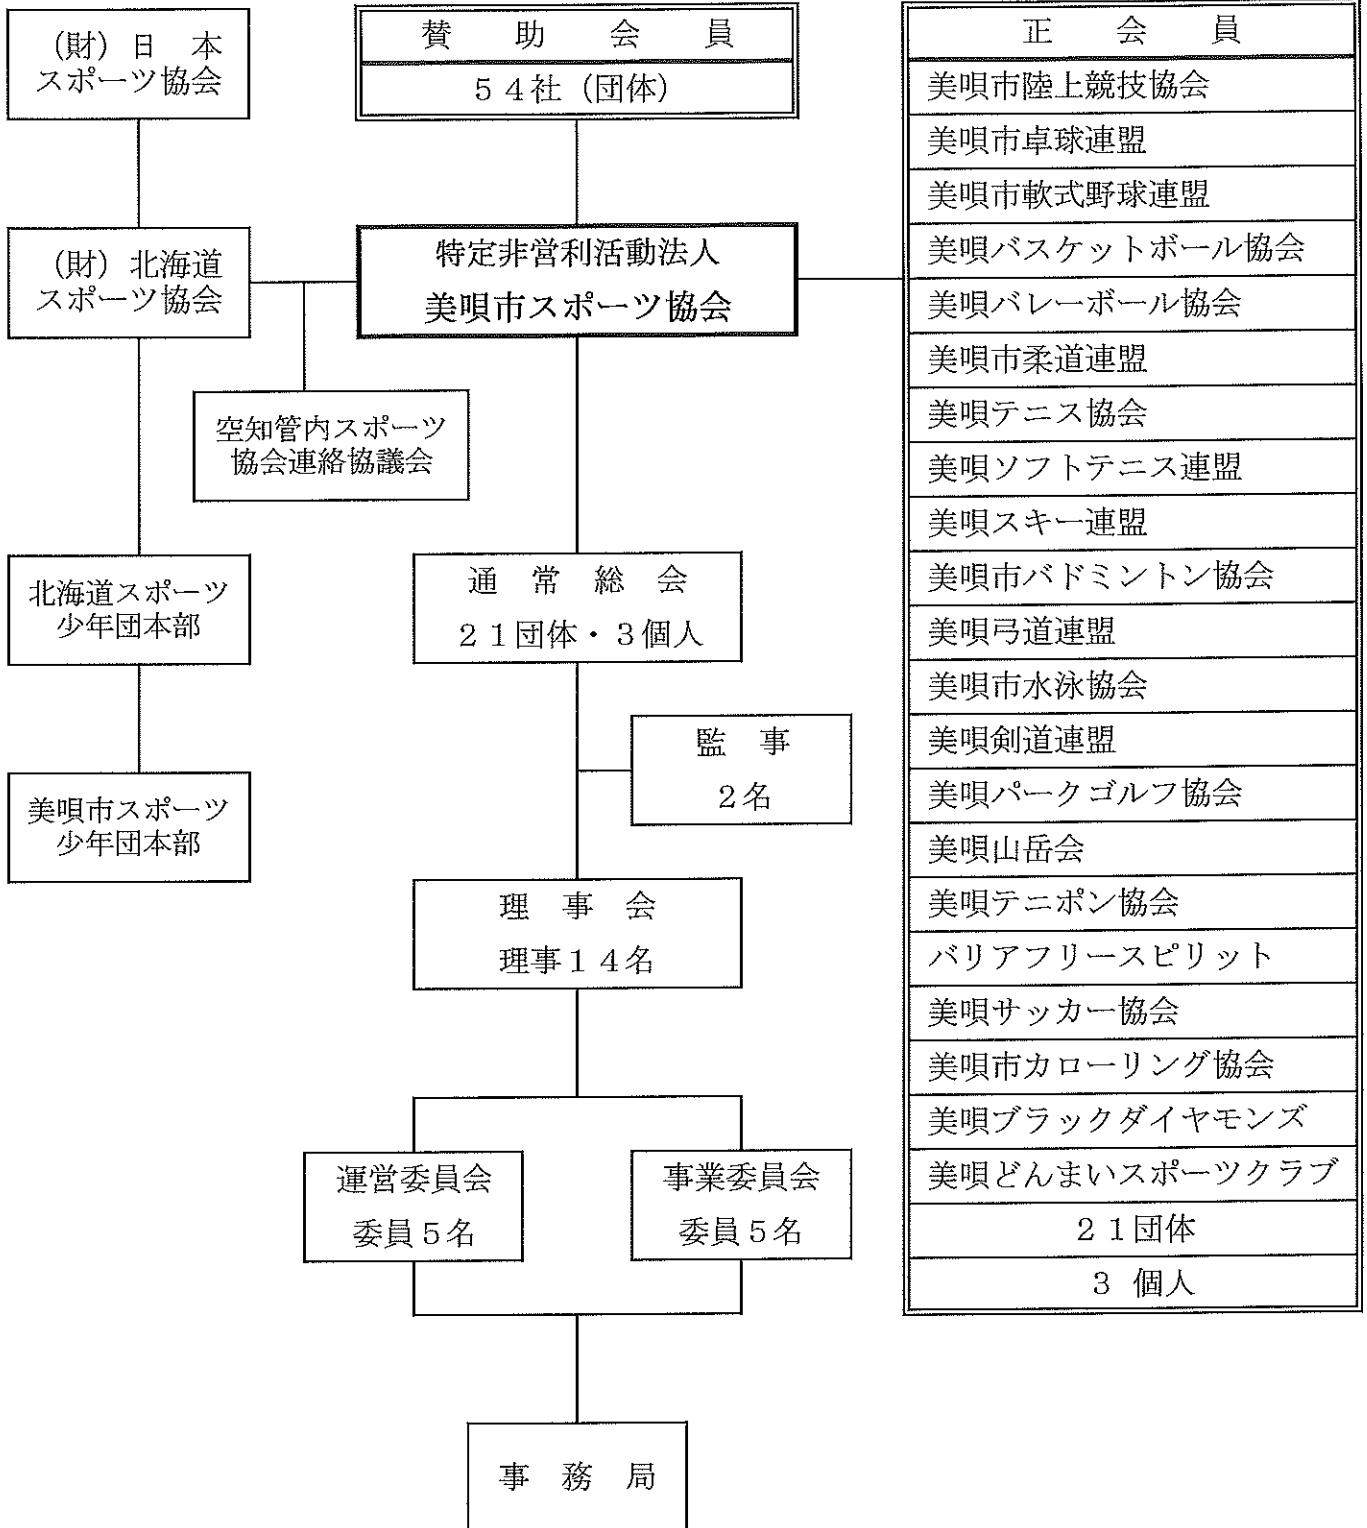 (財)日　本
スポーツ協会
賛　助　会　員
５４社（団体）
(財)北海道
スポーツ協会
特定非営利活動法人
美唄市スポーツ協会
空知管内スポーツ
協会連絡協議会
北海道スポーツ
少年団本部
美唄市スポーツ
少年団本部
通　常　総　会
２１団体・３個人
監　事
２名
理　事　会
理事１４名
運営委員会
委員５名
事業委員会
委員５名
事　務　局
正　会　員
美唄市陸上競技協会
美唄市卓球連盟
美唄市軟式野球連盟
美唄バスケットボール協会
美唄バレーボール協会
美唄市柔道連盟
美唄テニス協会
美唄ソフトテニス連盟
美唄スキー連盟
美唄市バドミントン協会
美唄弓道連盟
美唄市水泳協会
美唄剣道連盟
美唄パークゴルフ協会
美唄山岳会
美唄テニポン協会
バリアフリースピリット
美唄サッカー協会
美唄市カローリング協会
美唄ブラックダイヤモンズ
美唄どんまいスポーツクラブ
２１団体
３ 個人